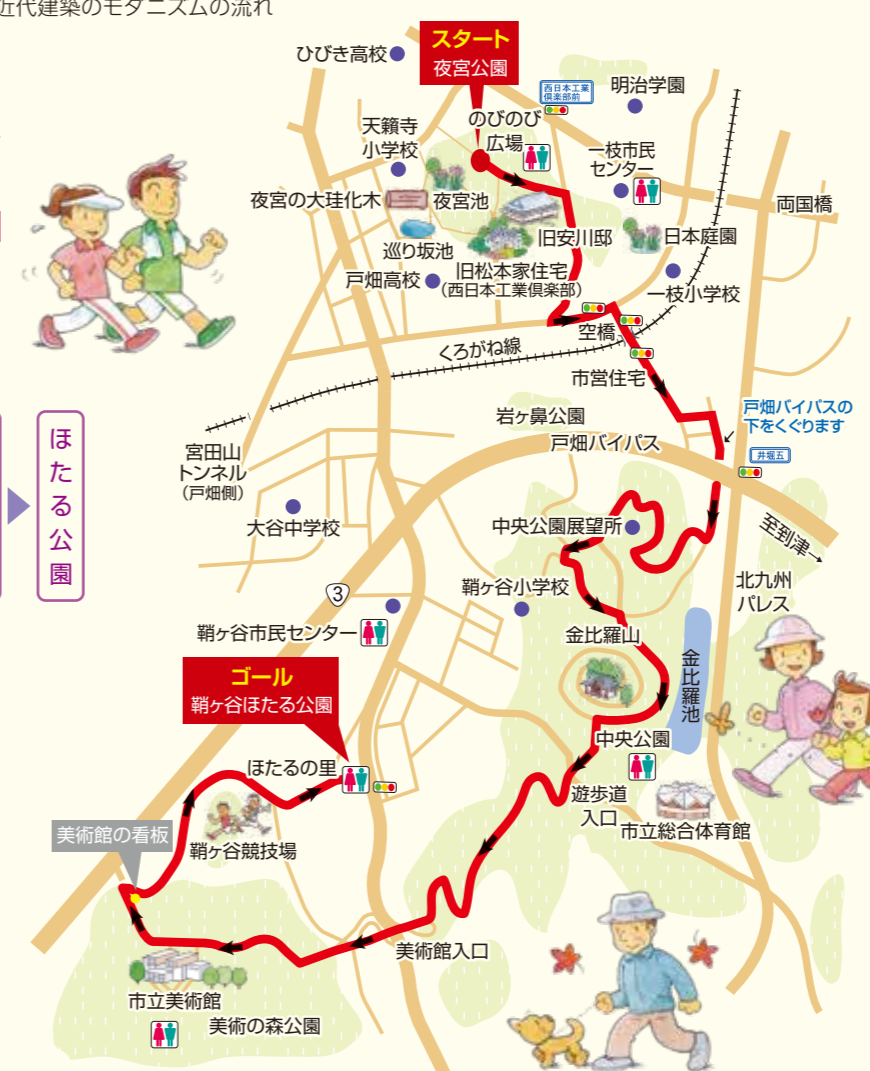 近代建築のモダニズムの流れ
スタート
夜宮公園
ひびき高校
西日本工業
倶楽部前
明治学園
のびのび
広場
天籟寺
小学校
一枝市民
センター
夜宮の大珪化木
夜宮池
両国橋
巡り坂池
旧安川邸
日本庭園
戸畑高校
旧松本家住宅
（西日本工業倶楽部）
一枝小学校
空橋
くろがね線
市営住宅
岩ヶ鼻公園
戸畑バイパス
戸畑バイパスの
下をくぐります
井堀五
ほたる公園
宮田山
トンネル
（戸畑側）
大谷中学校
中央公園展望所
至到津→
北九州
パレス
3
鞘ヶ谷小学校
鞘ヶ谷市民センター
金比羅山
金比羅池
ゴール
鞘ヶ谷ほたる公園
中央公園
ほたるの里
遊歩道
入口
市立総合体育館
美術館の看板
鞘ヶ谷競技場
美術館入口
市立美術館
美術の森公園